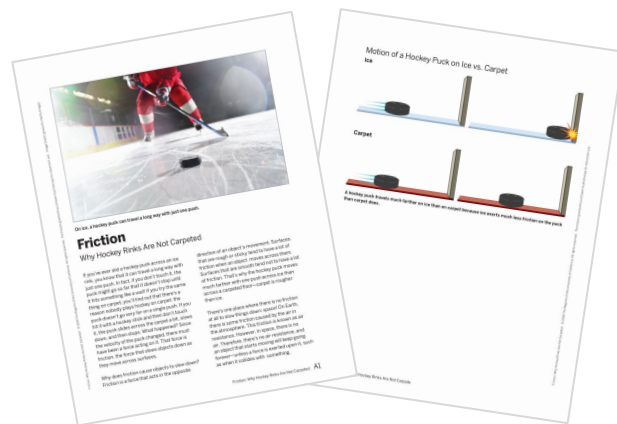 On ice, a hockey puck can travel a long way with just one push.
Friction
Why Hockey Rinks Are Not Carpeted
If you've ever slid a hockey puck across an ice
rink, you know that it can travel a long way with
just one push. In fact, if you don't touch it, the
puck might go so far that it doesn't stop until
it hits something like a wall! If you try the same
thing on carpet, you'll find out that there's a
reason nobody plays hockey on carpet: the
puck doesn't go very far on a single push. If you
hit it with a hockey stick and then don't touch
it, the puck slides across the carpet a bit, slows
down, and then stops. What happened? Since
the velocity of the puck changed, there must
have been a force acting on it. That force is
friction, the force that slows objects down as
they move across surfaces.
Why does friction cause objects to slow down?
Friction is a force that acts in the opposite
direction of an object's movement. Surfaces
that are rough or sticky tend to have a lot of
friction when an object moves across them.
Surfaces that are smooth tend not to have a lot
of friction. That's why the hockey puck moves
much farther with one push across ice than
across a carpeted floor—carpet is rougher
than ice.
There's one place where there is no friction
at all to slow things down: space! On Earth,
there is some friction caused by the air in
the atmosphere. This friction is known as air
resistance. However, in space, there is no
air. Therefore, there's no air resistance, and
an object that starts moving will keep going
forever—unless a force is exerted upon it, such
as when it collides with something.
Friction: Why Hockey Rinks Are Not Carpeted A1
Motion of a Hockey Puck on Ice vs. Carpet
Ice
Carpet
A hockey puck travels much farther on ice than on carpet because ice exerts much less friction on the puck
than carpet does.
Hockey Rinks Are Not Carpeted